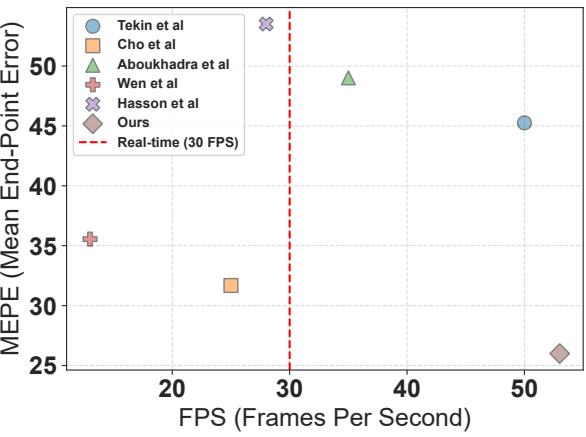 Tekin et al
Cho et al
Aboukhadra et al
Wen et al
Hasson et al
Ours
Real-time (30 FPS)
MEPE (Mean End-Point Error)
50
45
40
35
30
25
20 30 40 50
FPS (Frames Per Second)